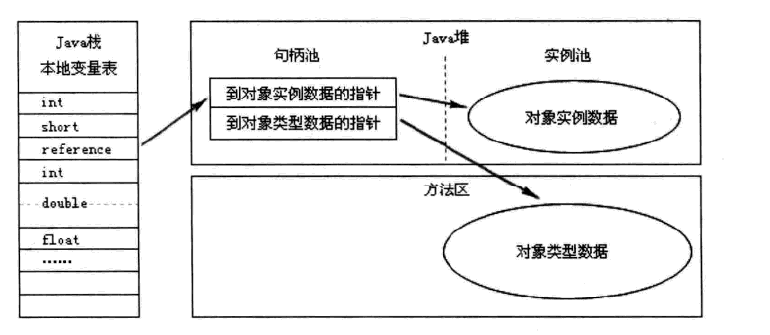 Java栈
本地变量表
int
short
reference
int
double
float
……
Java堆
句柄池
实例池
到对象实例数据的指针
到对象类型数据的指针
对象实例数据
方法区
对象类型数据